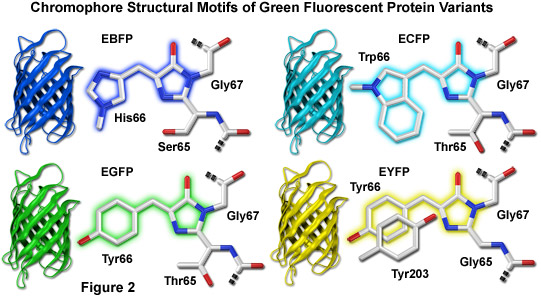 Chromophore Structural Motifs of Green Fluorescent Protein Variants
EBFP
His66
Gly67
Ser65
ECFP
Trp66
Gly67
Thr65
EGFP
Tyr66
Gly67
Thr65
EYFP
Tyr66
Gly67
Tyr203
Gly65
Figure 2